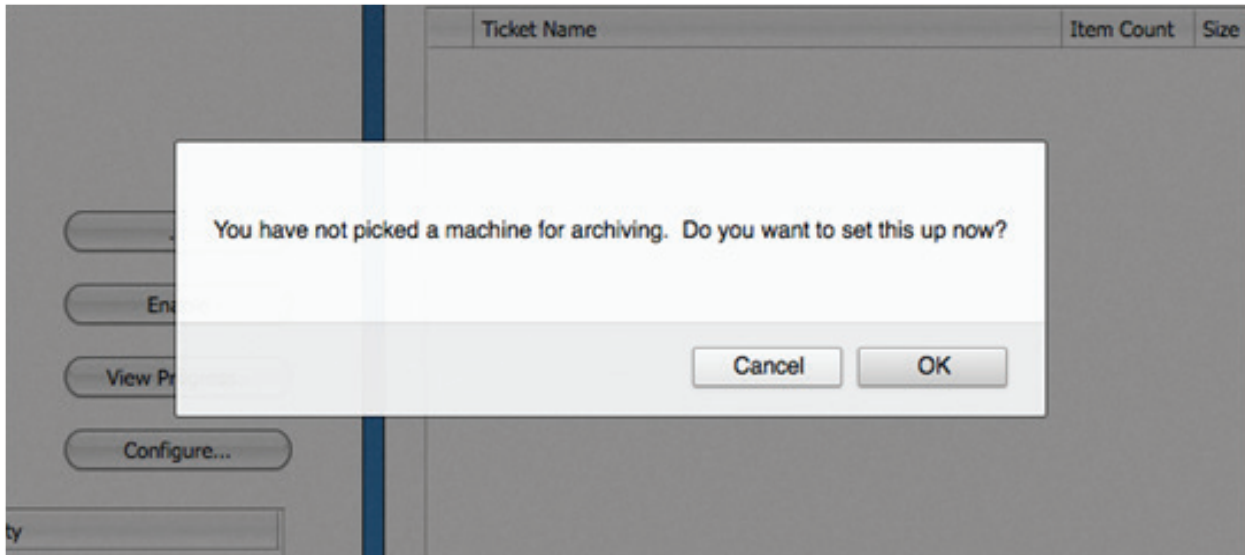 Ticket Name
Item Count
Size
You have not picked a machine for archiving.  Do you want to set this up now?
View
Cancel
OK
Configure...